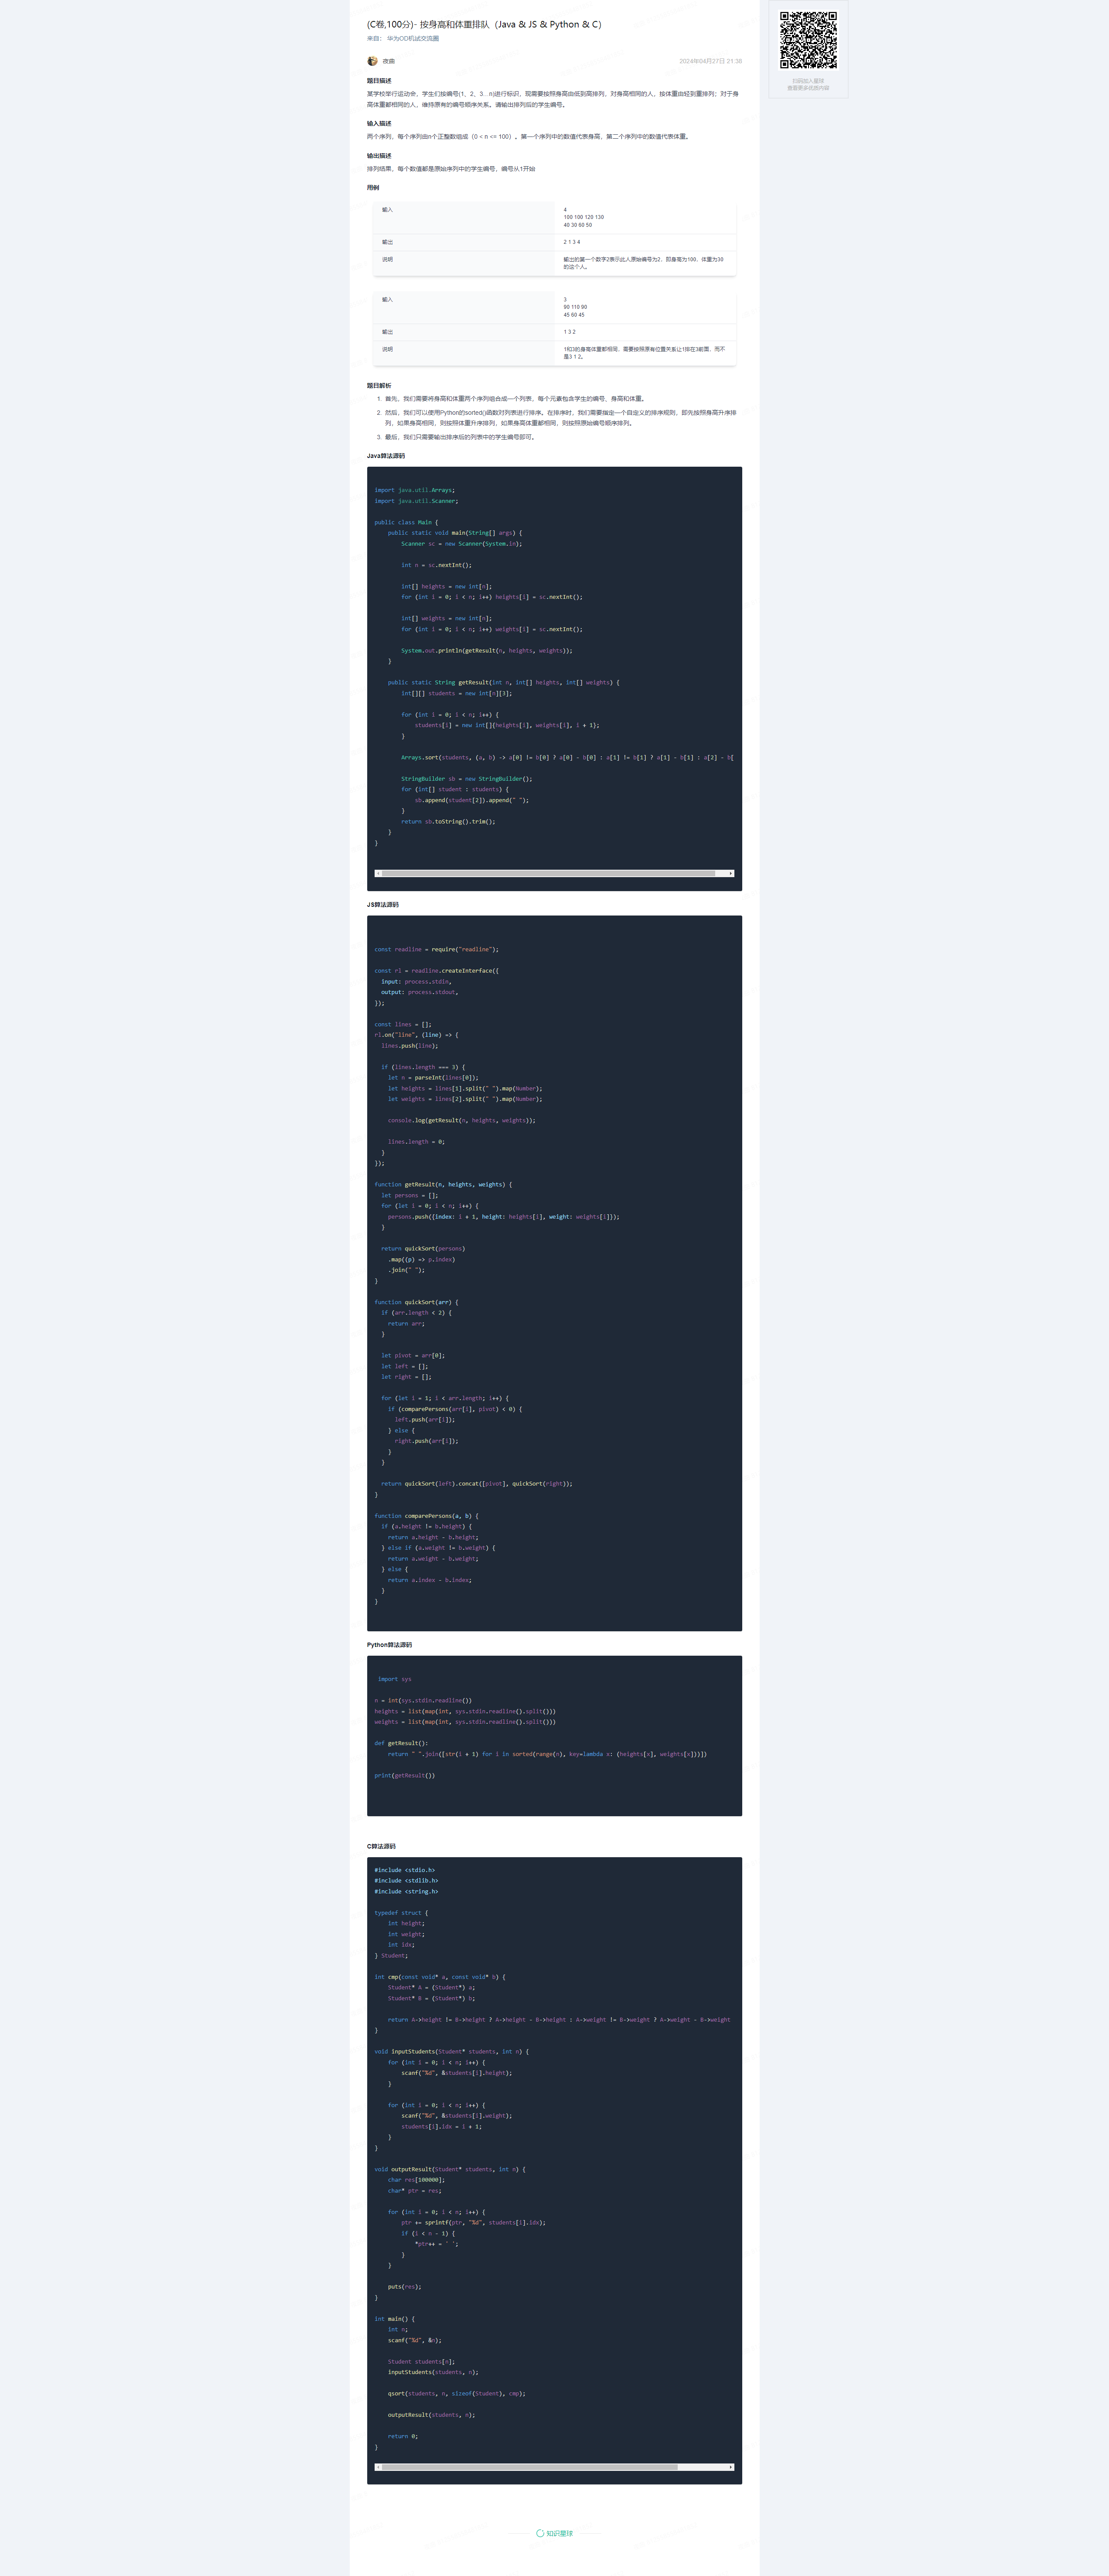 (C卷,100分)- 按身高和体重排队（Java & JS & Python & C）
来自： 华为OD机试交流圈
夜曲
2024年04月27日 21:38
扫码加入星球
查看更多优质内容
题目描述
某学校举行运动会，学生们按编号(1、2、3…n)进行标识，现需要按照身高由低到高排列，对身高相同的人，按体重由轻到重排列；对于身
高体重都相同的人，维持原有的编号顺序关系。请输出排列后的学生编号。
输入描述
两个序列，每个序列由n个正整数组成（0 < n <= 100）。第一个序列中的数值代表身高，第二个序列中的数值代表体重。
输出描述
排列结果，每个数值都是原始序列中的学生编号，编号从1开始
用例
输入
4
100 100 120 130
40 30 60 50
输出
2 1 3 4
说明
输出的第一个数字2表示此人原始编号为2，即身高为100，体重为30
的这个人。
输入
3
90 110 90
45 60 45
输出
1 3 2
说明
1和3的身高体重都相同，需要按照原有位置关系让1排在3前面，而不
是3 1 2。
题目解析
1. 首先，我们需要将身高和体重两个序列组合成一个列表，每个元素包含学生的编号、身高和体重。
2. 然后，我们可以使用Python的sorted()函数对列表进行排序。在排序时，我们需要指定一个自定义的排序规则，即先按照身高升序排
列，如果身高相同，则按照体重升序排列，如果身高体重都相同，则按照原始编号顺序排列。
3. 最后，我们只需要输出排序后的列表中的学生编号即可。
Java算法源码
import java.util.Arrays;
import java.util.Scanner;
public class Main {
    public static void main(String[] args) {
        Scanner sc = new Scanner(System.in);
        int n = sc.nextInt();
        int[] heights = new int[n];
        for (int i = 0; i < n; i++) heights[i] = sc.nextInt();
        int[] weights = new int[n];
        for (int i = 0; i < n; i++) weights[i] = sc.nextInt();
        System.out.println(getResult(n, heights, weights));
    }
    public static String getResult(int n, int[] heights, int[] weights) {
        int[][] students = new int[n][3];
        for (int i = 0; i < n; i++) {
            students[i] = new int[]{heights[i], weights[i], i + 1};
        }
        Arrays.sort(students, (a, b) -> a[0] != b[0] ? a[0] - b[0] : a[1] != b[1] ? a[1] - b[1] : a[2] - b[
        StringBuilder sb = new StringBuilder();
        for (int[] student : students) {
            sb.append(student[2]).append(" ");
        }
        return sb.toString().trim();
    }
}
JS算法源码
const readline = require("readline");
const rl = readline.createInterface({
  input: process.stdin,
  output: process.stdout,
});
const lines = [];
rl.on("line", (line) => {
  lines.push(line);
  if (lines.length === 3) {
    let n = parseInt(lines[0]);
    let heights = lines[1].split(" ").map(Number);
    let weights = lines[2].split(" ").map(Number);
    console.log(getResult(n, heights, weights));
    lines.length = 0;
  }
});
function getResult(n, heights, weights) {
  let persons = [];
  for (let i = 0; i < n; i++) {
    persons.push({index: i + 1, height: heights[i], weight: weights[i]});
  }
  return quickSort(persons)
    .map((p) => p.index)
    .join(" ");
}
function quickSort(arr) {
  if (arr.length < 2) {
    return arr;
  }
  let pivot = arr[0];
  let left = [];
  let right = [];
  for (let i = 1; i < arr.length; i++) {
    if (comparePersons(arr[i], pivot) < 0) {
      left.push(arr[i]);
    } else {
      right.push(arr[i]);
    }
  }
  return quickSort(left).concat([pivot], quickSort(right));
}
function comparePersons(a, b) {
  if (a.height != b.height) {
    return a.height - b.height;
  } else if (a.weight != b.weight) {
    return a.weight - b.weight;
  } else {
    return a.index - b.index;
  }
}
Python算法源码
import sys
n = int(sys.stdin.readline())
heights = list(map(int, sys.stdin.readline().split()))
weights = list(map(int, sys.stdin.readline().split()))
def getResult():
    return " ".join([str(i + 1) for i in sorted(range(n), key=lambda x: (heights[x], weights[x]))])
print(getResult())
C算法源码
#include <stdio.h>
#include <stdlib.h>
#include <string.h>
typedef struct {
    int height;
    int weight;
    int idx;
} Student;
int cmp(const void* a, const void* b) {
    Student* A = (Student*) a;
    Student* B = (Student*) b;
    return A->height != B->height ? A->height - B->height : A->weight != B->weight ? A->weight - B->weight
}
void inputStudents(Student* students, int n) {
    for (int i = 0; i < n; i++) {
        scanf("%d", &students[i].height);
    }
    for (int i = 0; i < n; i++) {
        scanf("%d", &students[i].weight);
        students[i].idx = i + 1;
    }
}
void outputResult(Student* students, int n) {
    char res[100000];
    char* ptr = res;
    for (int i = 0; i < n; i++) {
        ptr += sprintf(ptr, "%d", students[i].idx);
        if (i < n - 1) {
            *ptr++ = ' ';
        }
    }
    puts(res);
}
int main() {
    int n;
    scanf("%d", &n);
    Student students[n];
    inputStudents(students, n);
    qsort(students, n, sizeof(Student), cmp);
    outputResult(students, n);
    return 0;
}
知识星球